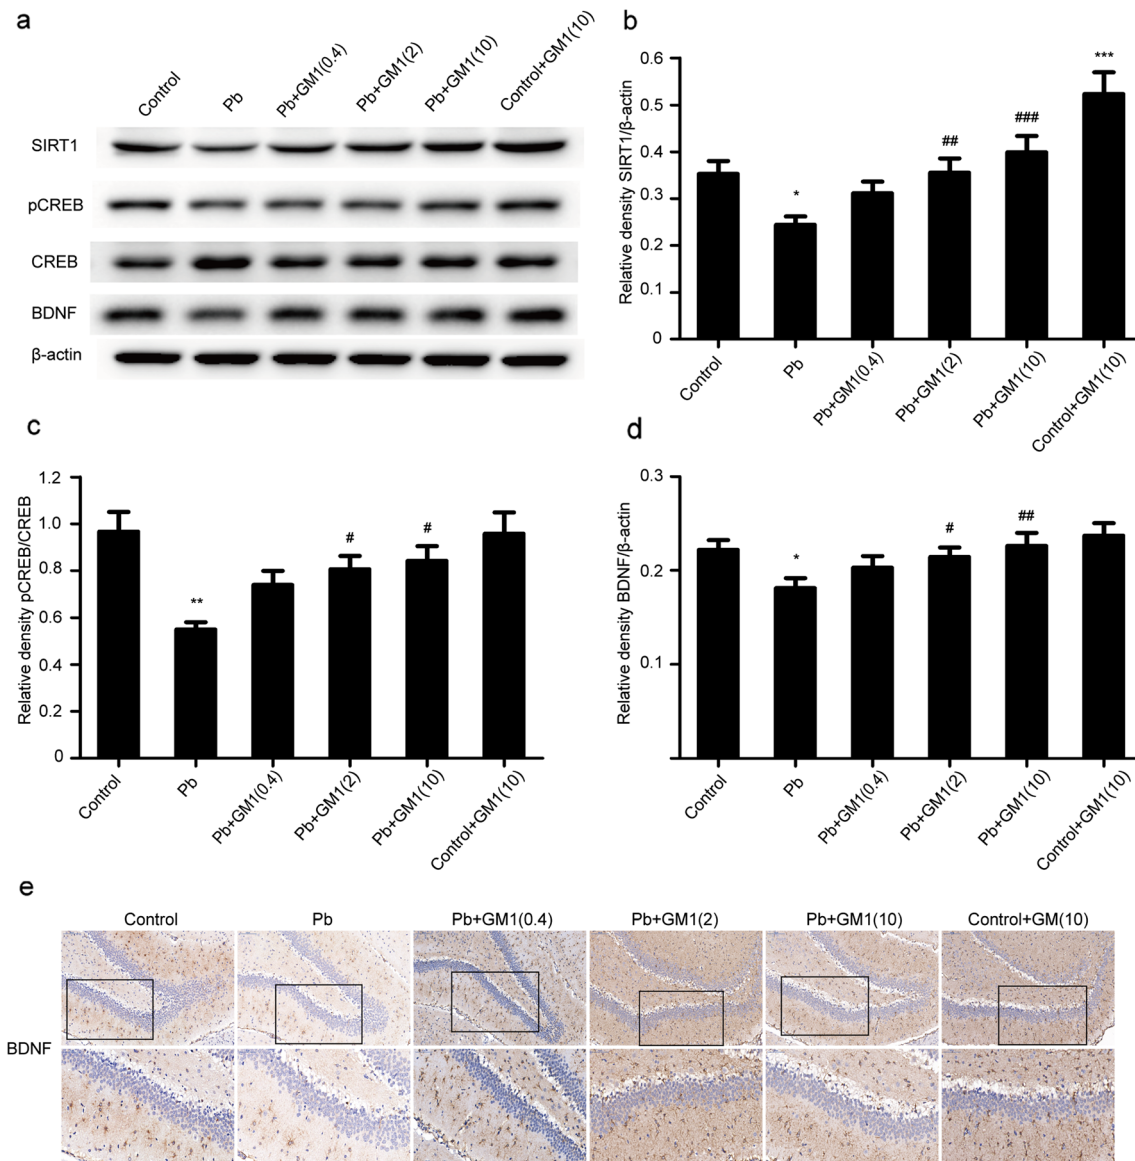 a
Control
Pb
Pb+GM1(0.4)
Pb+GM1(2)
Pb+GM1(10)
Control+GM1(10)
SIRT1
pCREB
CREB
BDNF
β-actin
b
Relative density SIRT1/β-actin
0.6
0.5
0.4
0.3
0.2
0.1
0
*
##
###
***
Control
Pb
Pb+GM1(0.4)
Pb+GM1(2)
Pb+GM1(10)
Control+GM1(10)
c
Relative density pCREB/CREB
1.2
1.0
0.8
0.6
0.4
0.2
0
**
#
#
Control
Pb
Pb+GM1(0.4)
Pb+GM1(2)
Pb+GM1(10)
Control+GM1(10)
d
Relative density BDNF/β-actin
0.3
0.2
0.1
*
#
##
Control
Pb
Pb+GM1(0.4)
Pb+GM1(2)
Pb+GM1(10)
Control+GM1(10)
e
Control
Pb
Pb+GM1(0.4)
Pb+GM1(2)
Pb+GM1(10)
Control+GM(10)
BDNF